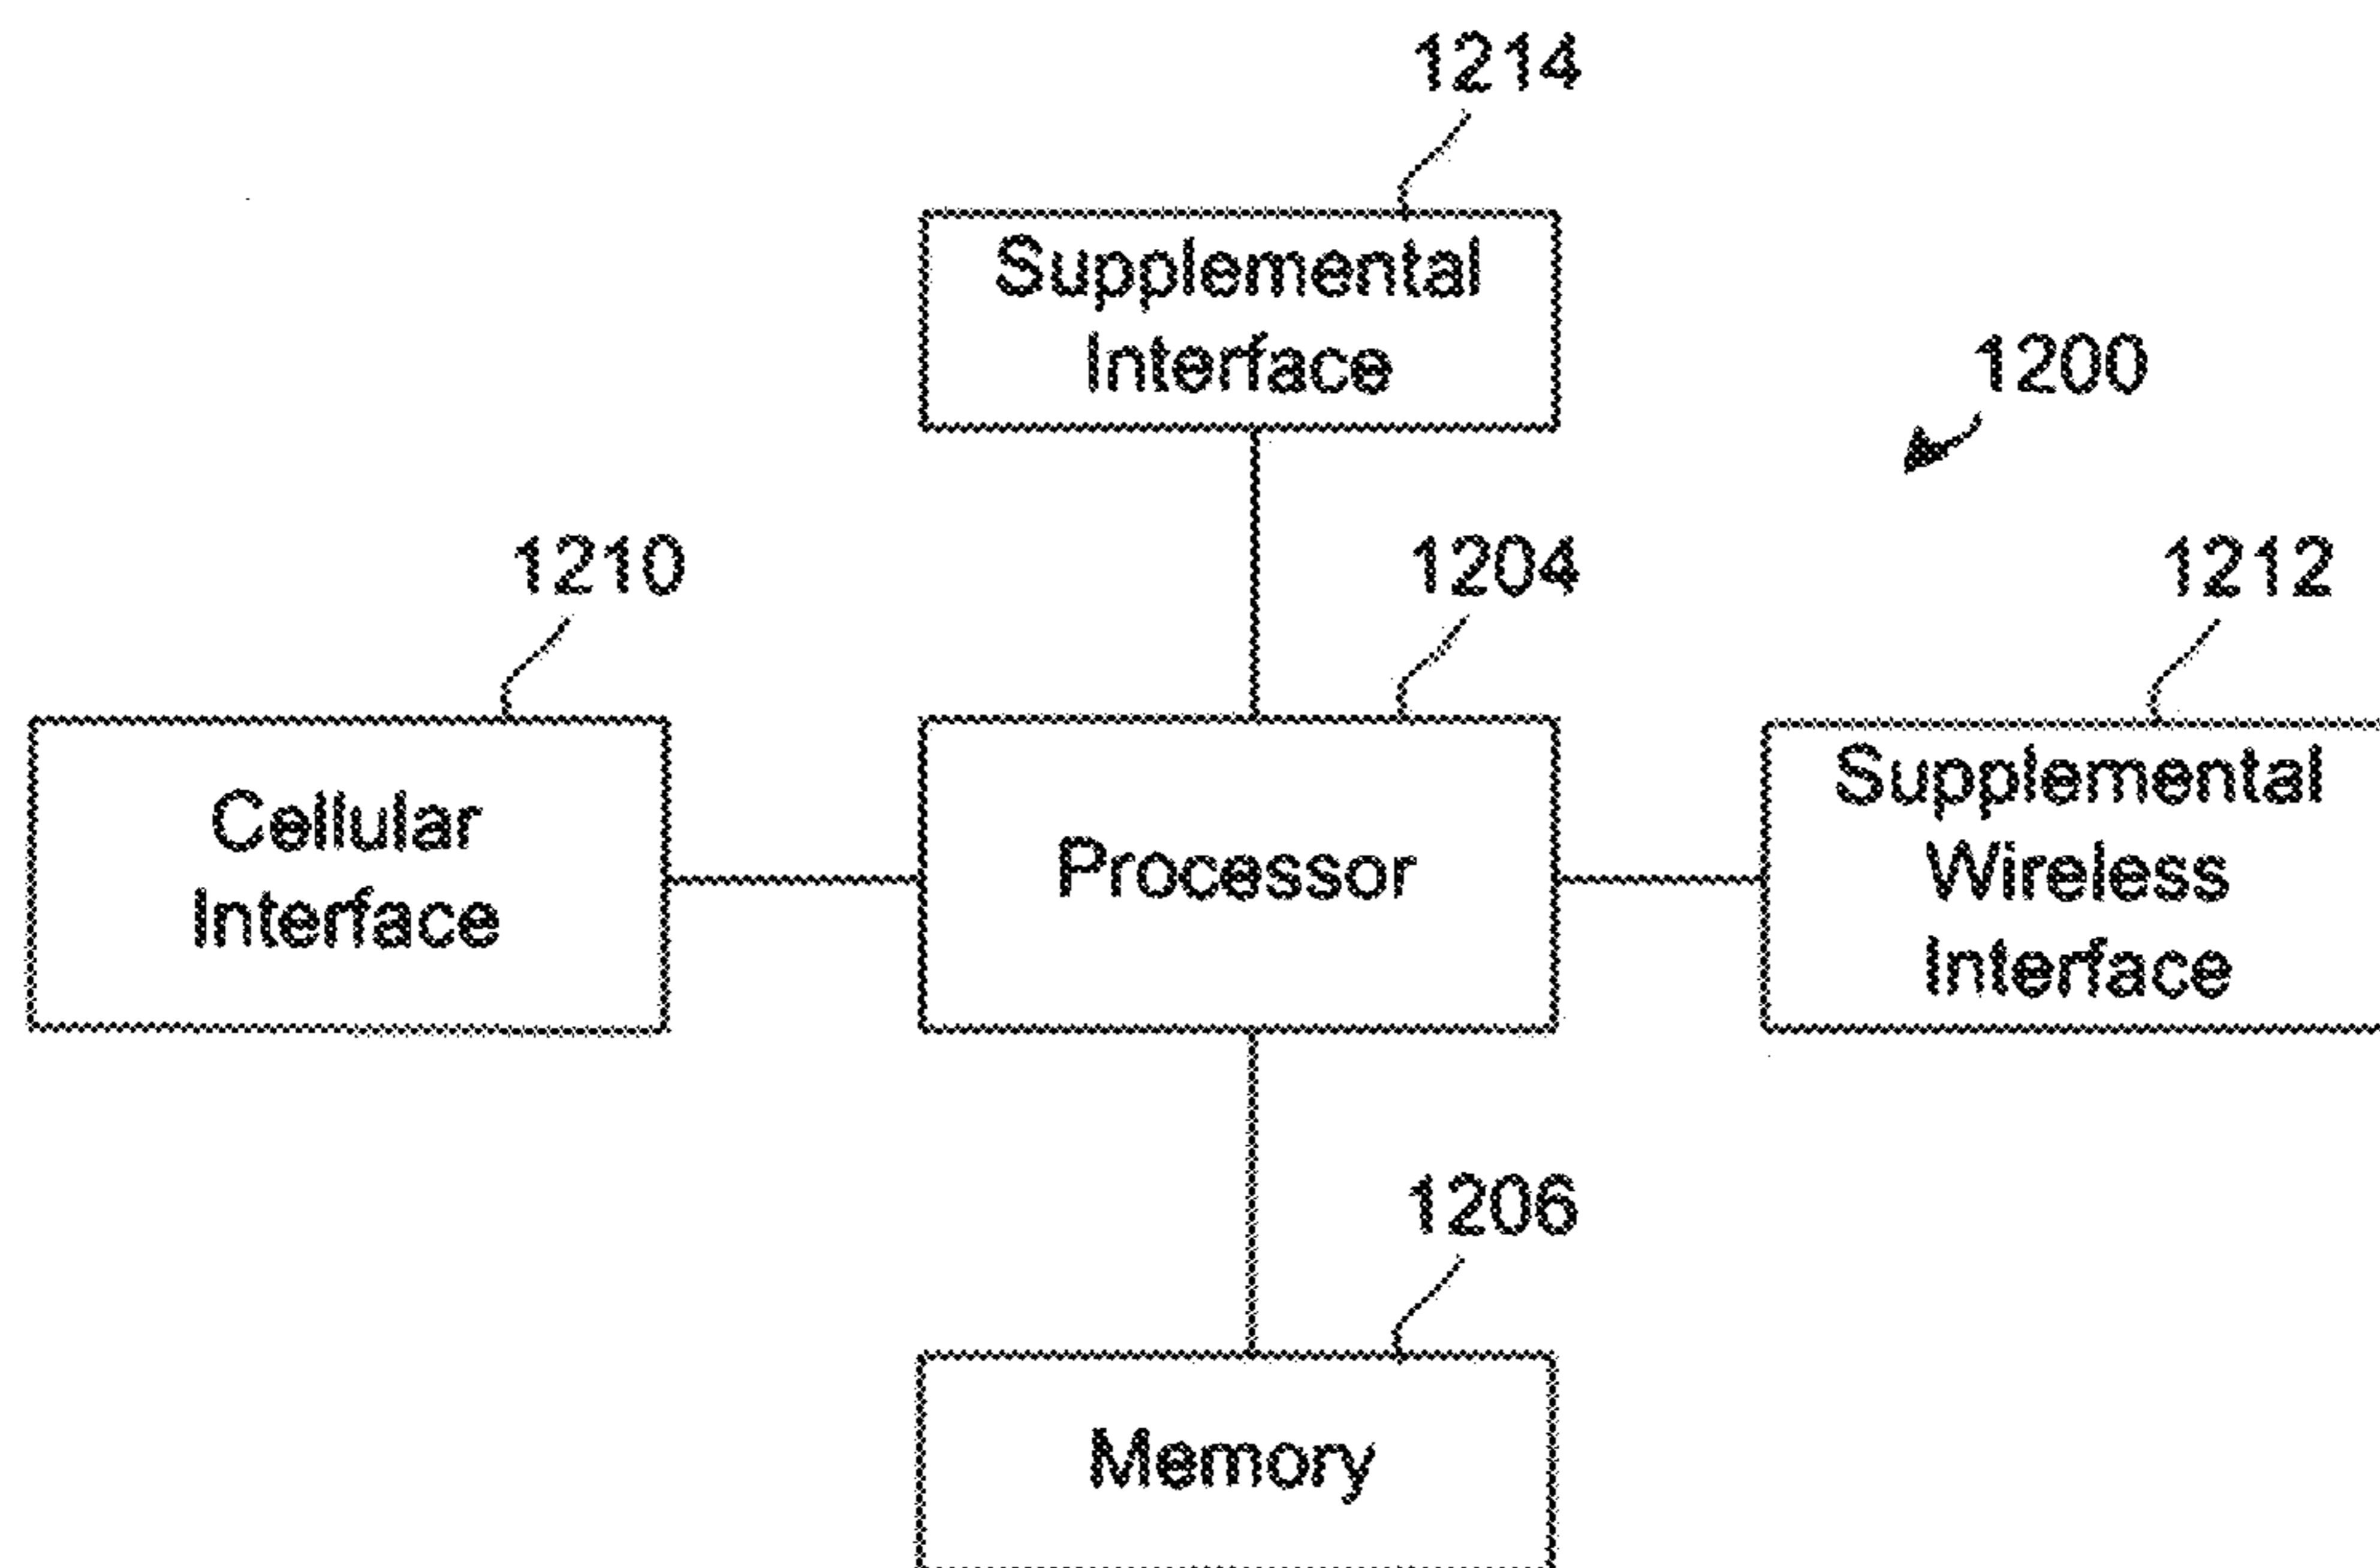 1214
Supplemental
Interface
1200
1210
1204
1212
Cellular
Interface
Processor
Supplemental
Wireless
Interface
1206
Memory